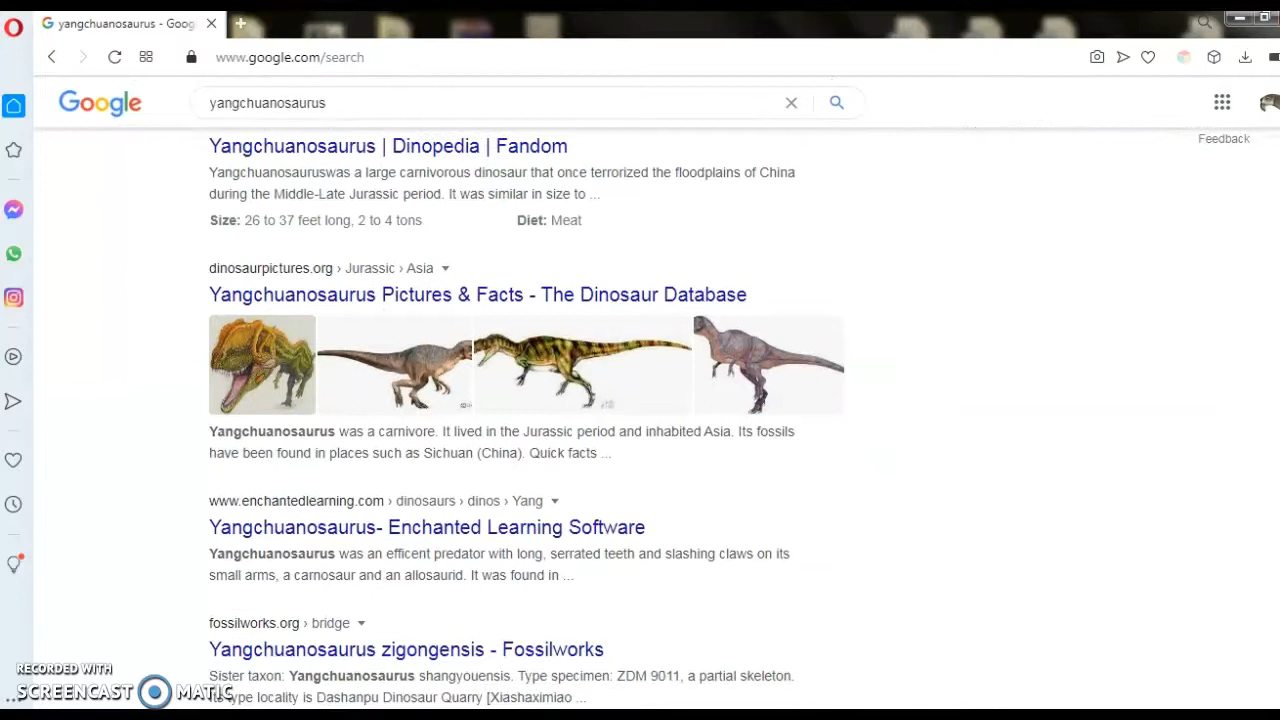 yangchuanosaurus - Goog
www.google.com/search
Google
yangchuanosaurus
Feedback
Yangchuanosaurus | Dinopedia | Fandom
Yangchuanosauruswas a large carnivorous dinosaur that once terrorized the floodplains of China
during the Middle-Late Jurassic period. It was similar in size to ...
Size: 26 to 37 feet long, 2 to 4 tons Diet: Meat
dinosaurpictures.org › Jurassic › Asia
Yangchuanosaurus Pictures & Facts - The Dinosaur Database
Yangchuanosaurus was a carnivore. It lived in the Jurassic period and inhabited Asia. Its fossils
have been found in places such as Sichuan (China). Quick facts ...
www.enchantedlearning.com › dinosaurs › dinos › Yang
Yangchuanosaurus- Enchanted Learning Software
Yangchuanosaurus was an efficent predator with long, serrated teeth and slashing claws on its
small arms, a carnosaur and an allosaurid. It was found in ...
fossilworks.org › bridge
Yangchuanosaurus zigongensis - Fossilworks
Sister taxon: Yangchuanosaurus shangyouensis. Type specimen: ZDM 9011, a partial skeleton.
Its type locality is Dashanpu Dinosaur Quarry [Xiashaximiao ...
RECORDED WITH
SCREENCAST MATIC